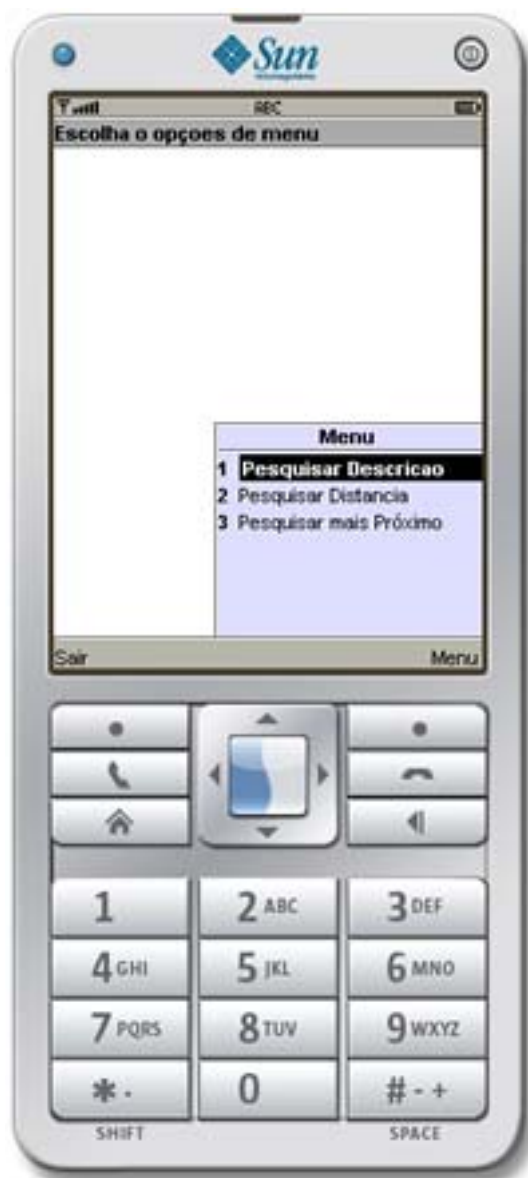 Sun
ABC
Escolha o opçoes de menu
Menu
1 Pesquisar Descricao
2 Pesquisar Distancia
3 Pesquisar mais Próximo
Sair Menu
1 2 ABC 3 DEF
4 GHI 5 JKL 6 MNO
7 PQRS 8 TUV 9 WXYZ
* . 0 # - +
SHIFT SPACE